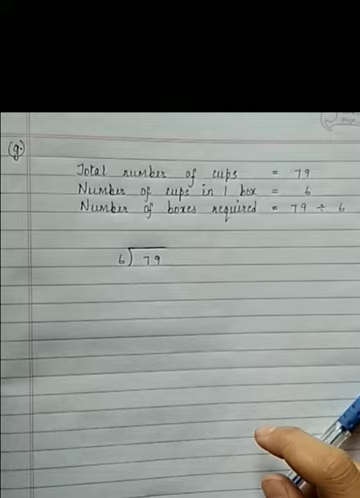 (g.)
Total number of cups = 79
Number of cups in 1 box = 6
Number of boxes required = 79 ÷ 6
6)79